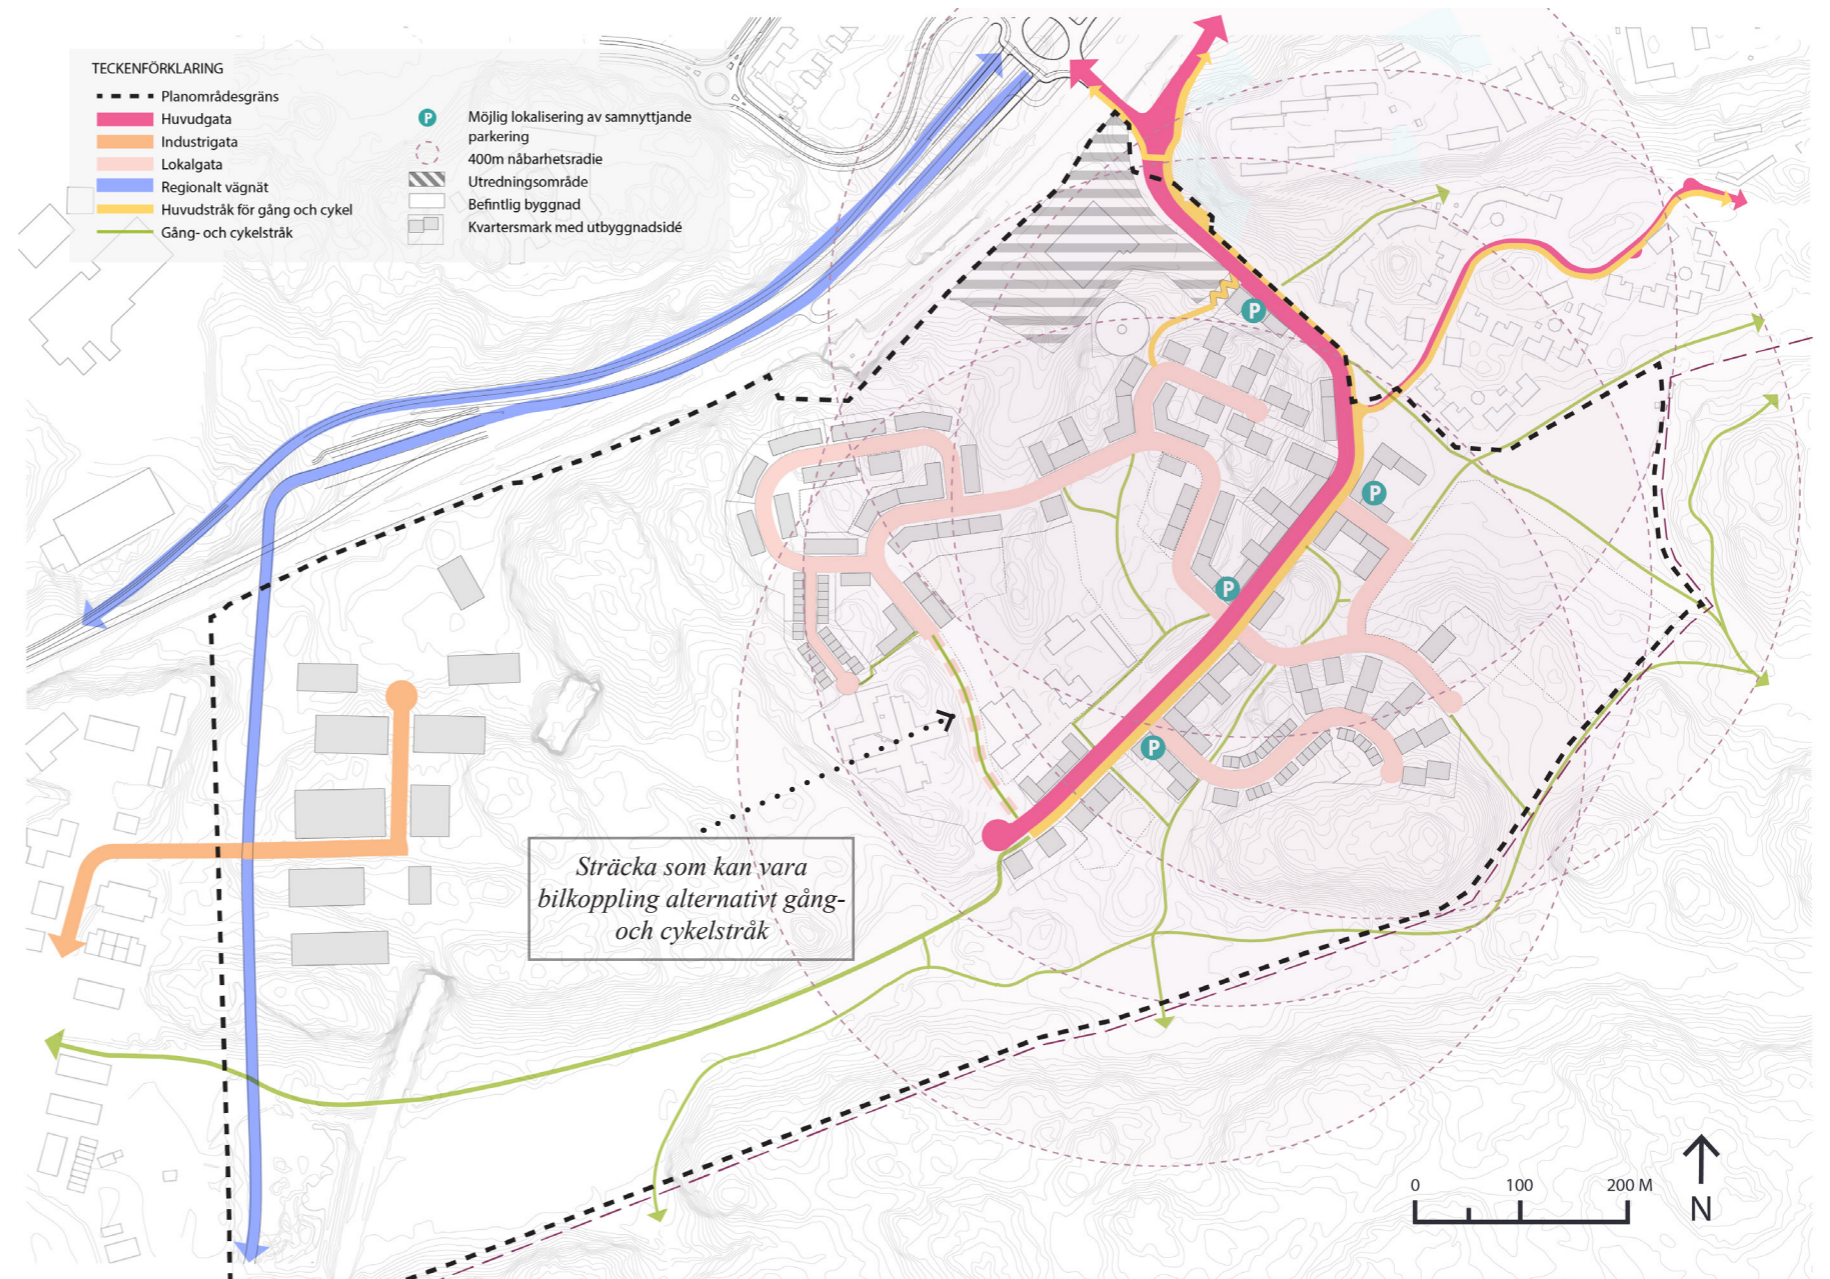 TECKENFÖRKLARING
Planområdesgräns
Huvudgata
Industrigata
Lokalgata
Regionalt vägnät
Huvudstråk för gång och cykel
Gång- och cykelstråk
P
Möjlig lokalisering av samnyttjande
parkering
400m nåbarhetsradie
Utredningsområde
Befintlig byggnad
Kvartersmark med utbyggnadsidé
P
P
P
P
Sträcka som kan vara
bilkoppling alternativt gång-
och cykelstråk
0 100 200 M
N